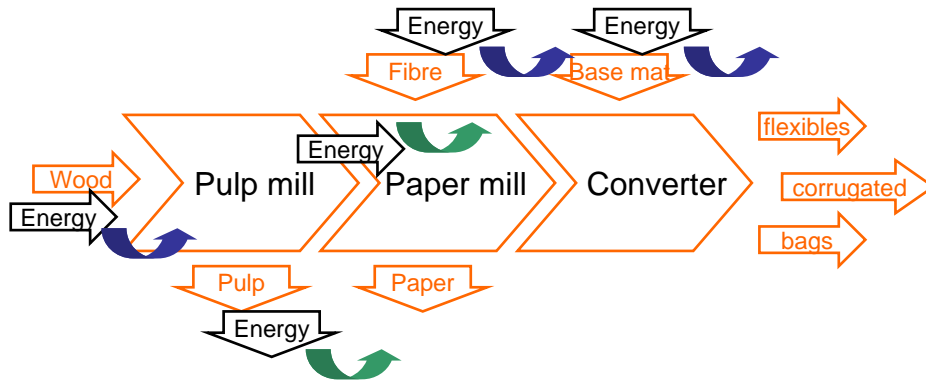 Energy
Energy
Fibre
Base mat
flexibles
Energy
Wood
Pulp mill
Paper mill
Converter
corrugated
Energy
bags
Pulp
Paper
Energy